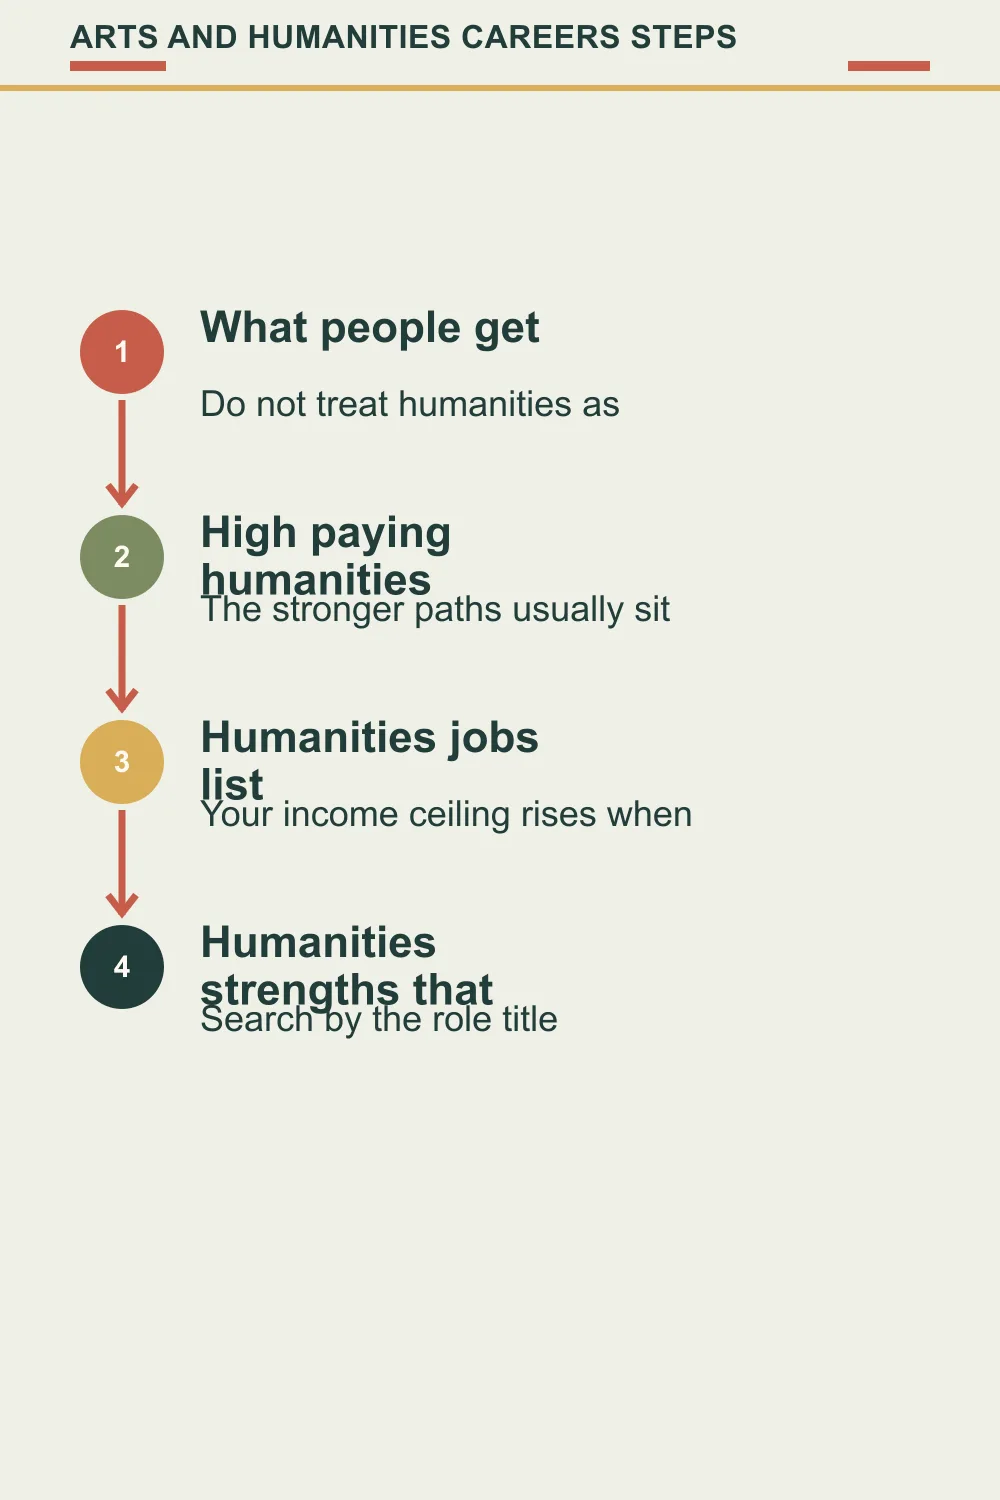 ARTS AND HUMANITIES CAREERS STEPS
1
What people get
Do not treat humanities as
2
High paying
humanities
The stronger paths usually sit
3
Humanities jobs
list
Your income ceiling rises when
4
Humanities
strengths that
Search by the role title